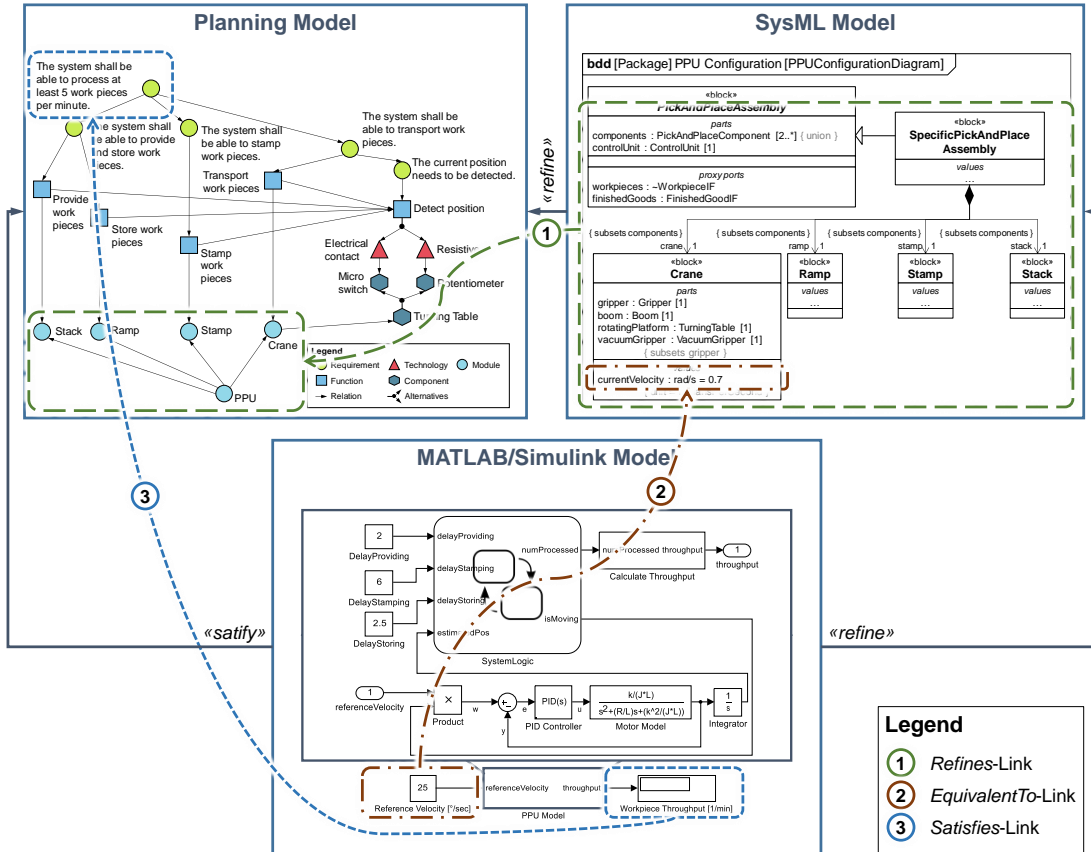 Planning Model
The system shall be
able to process at
least 5 work pieces
per minute.
The system shall
be able to provide
and store work
pieces.
The system shall
be able to stamp
work pieces.
The system shall
be able to transport work
pieces.
The current position
needs to be detected.
Transport
work pieces
Provide
work
pieces
Store work
pieces
Detect position
Stamp
work
pieces
Electrical
contact
Resistive
Micro
switch
Potentiometer
Turning Table
Stack
Ramp
Stamp
Crane
PPU
Legend
Requirement
Technology
Module
Function
Component
Relation
Alternatives
«refine»
1
SysML Model
bdd [Package] PPU Configuration [PPUConfigurationDiagram]
«block»
PickAndPlaceAssembly
parts
components : PickAndPlaceComponent [2..*] { union }
controlUnit : ControlUnit [1]
proxy ports
workpieces : ~WorkpieceIF
finishedGoods : FinishedGoodIF
«block»
SpecificPickAndPlace
Assembly
values
...
{ subsets components }
{ subsets components }
{ subsets components }
{ subsets components }
crane 1
ramp 1
stamp 1
stack 1
«block»
Crane
parts
gripper : Gripper [1]
boom : Boom [1]
rotatingPlatform : TurningTable [1]
vacuumGripper : VacuumGripper [1]
{ subsets gripper }
values
currentVelocity : rad/s = 0.7
«block»
Ramp
values
...
«block»
Stamp
values
...
«block»
Stack
values
...
MATLAB/Simulink Model
3
2
2
DelayProviding
6
DelayStamping
2.5
DelayStoring
delayProviding
delayStamping
delayStoring
estimatedPos
numProcessed
isMoving
SystemLogic
numProcessed throughput
Calculate Throughput
1
throughput
«satify»
«refine»
1
referenceVelocity
×
Product
w
+
−
e
y
PID(s)
PID Controller
u
k/(J*L)
s2+(R/L)s+(k^2/(J*L))
Motor Model
1
s
Integrator
25
Reference Velocity [°/sec]
referenceVelocity
throughput
PPU Model
Workpiece Throughput [1/min]
Legend
1 Refines-Link
2 EquivalentTo-Link
3 Satisfies-Link